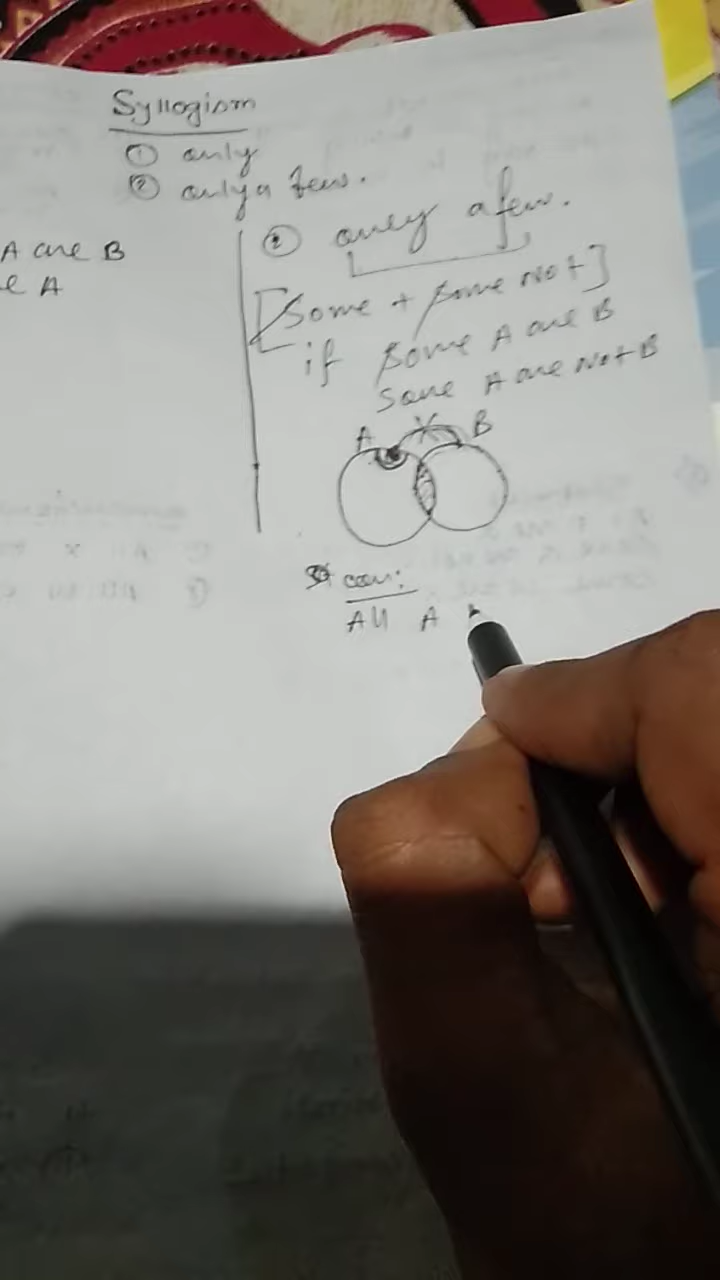 Syllogism
① only
② only a few.
A are B
e A
② only a few.
[Some + Some Not]
if Some A are B
Some A are Not B
A X B
con:
All A